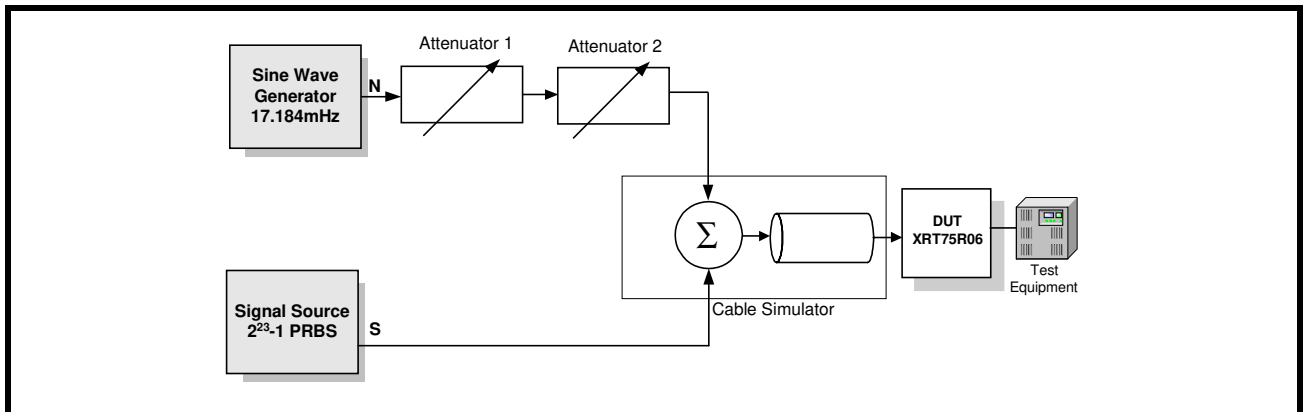 Attenuator 1
Attenuator 2
Sine Wave
Generator
17.184mHz
N
Σ
DUT
XRT75R06
Test
Equipment
Cable Simulator
Signal Source
2²³-1 PRBS
S